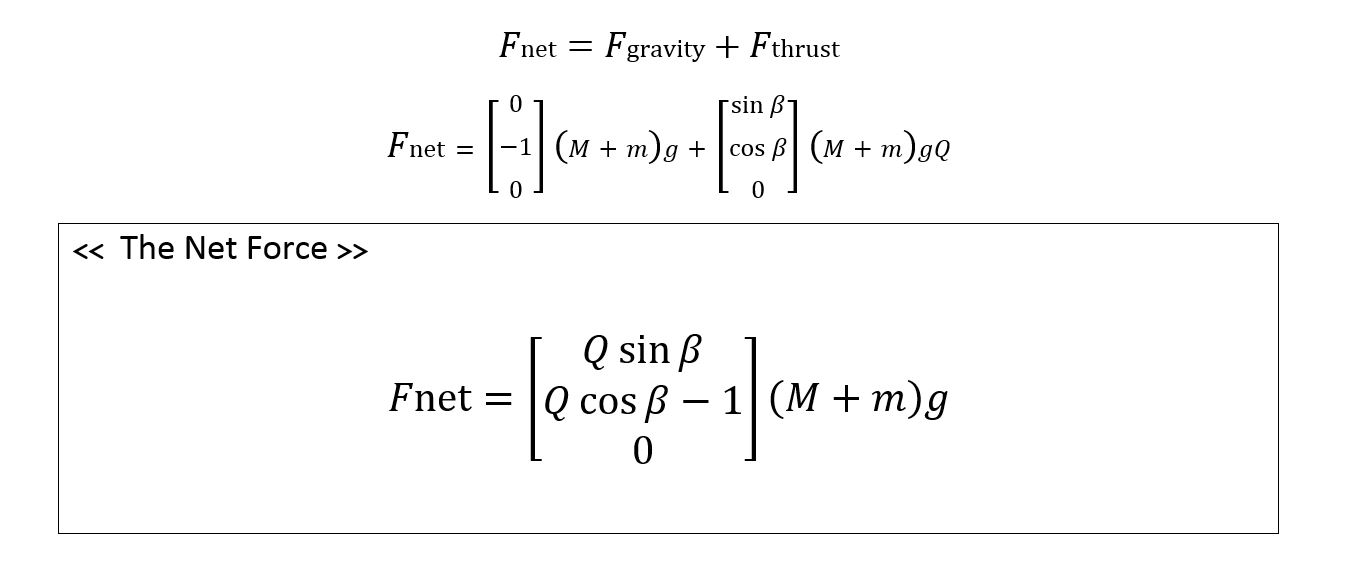 Fnet = Fgravity + Fthrust
Fnet = [0 −1 0] (M + m)g + [sin β cos β 0] (M + m)gQ
<< The Net Force >>
Fnet = [Q sin β Q cos β − 1 0] (M + m)g